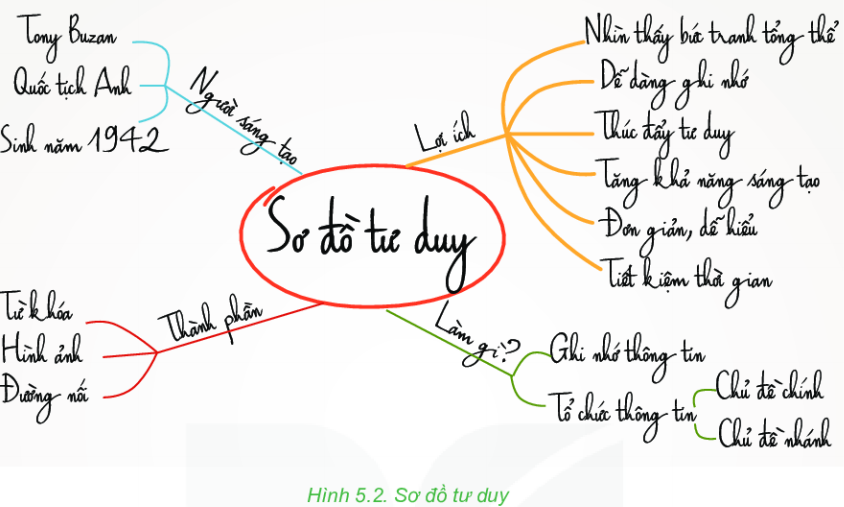 Tony Buzan
Quốc tịch Anh
Sinh năm 1942
Người sáng tạo
Lợi ích
Nhìn thấy bức tranh tổng thể
Dễ dàng ghi nhớ
Thúc đẩy tư duy
Tăng khả năng sáng tạo
Đơn giản, dễ hiểu
Tiết kiệm thời gian
Sơ đồ tư duy
Thành phần
Từ khóa
Hình ảnh
Đường nối
Làm gì?
Ghi nhớ thông tin
Tổ chức thông tin
Chủ đề chính
Chủ đề nhánh
Hình 5.2. Sơ đồ tư duy